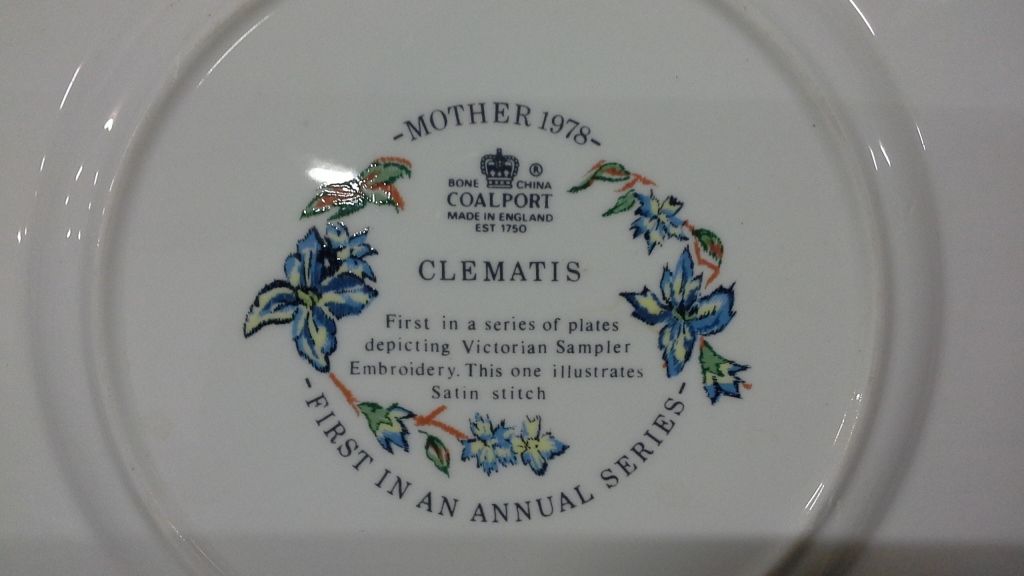 -MOTHER 1978-
®
BONE CHINA
COALPORT
MADE IN ENGLAND
EST 1750
CLEMATIS
First in a series of plates
depicting Victorian Sampler
Embroidery. This one illustrates
Satin stitch
-FIRST IN AN ANNUAL SERIES-